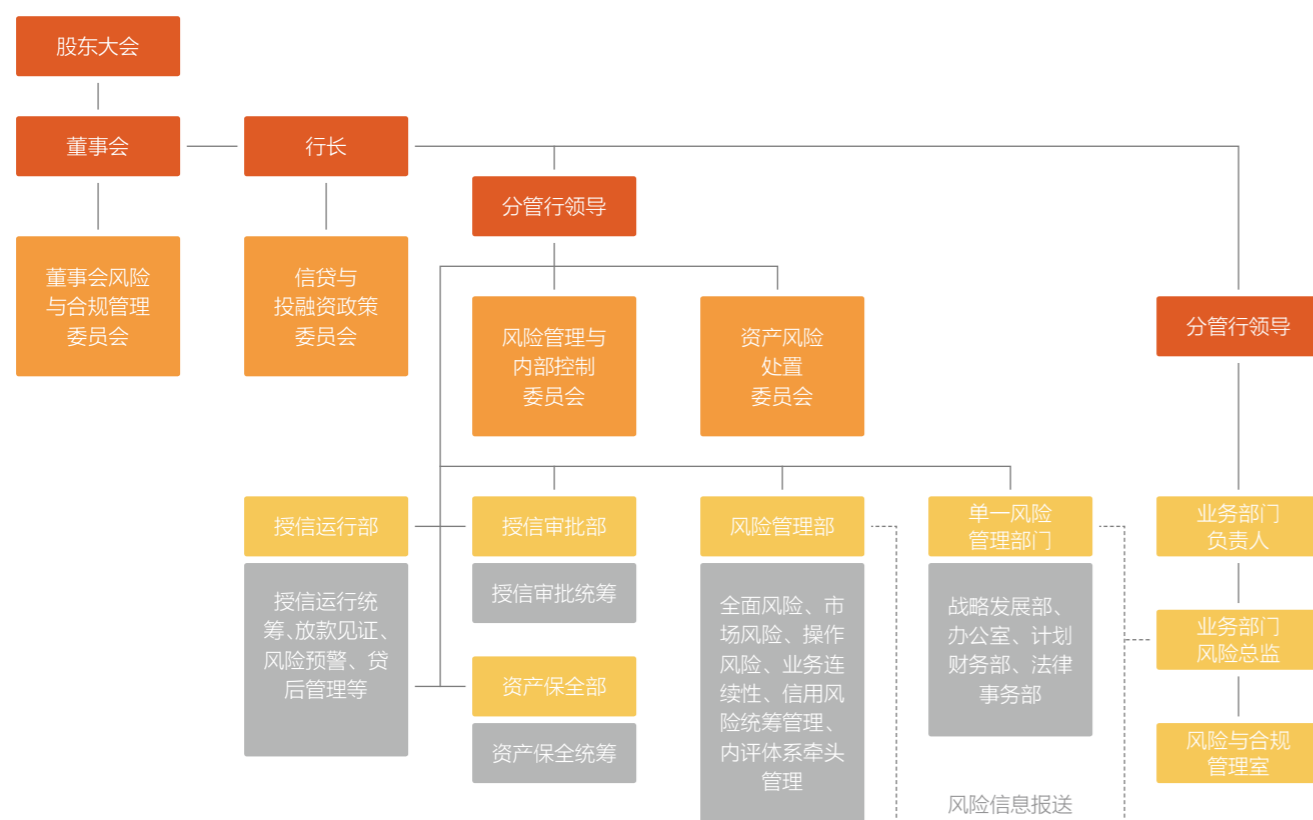 股东大会
董事会
行长
分管行领导
董事会风险
与合规管理
委员会
信贷与
投融资政策
委员会
风险管理与
内部控制
委员会
资产风险
处置
委员会
分管行领导
授信运行部
授信审批部
风险管理部
单一风险
管理部门
业务部门
负责人
授信运行统
筹、放款见证、
风险预警、贷
后管理等
授信审批统筹
资产保全部
资产保全统筹
全面风险、市
场风险、操作
风险、业务连
续性、信用风
险统筹管理、
内评体系牵头
管理
战略发展部、
办公室、计划
财务部、法律
事务部
业务部门
风险总监
风险与合规
管理室
风险信息报送